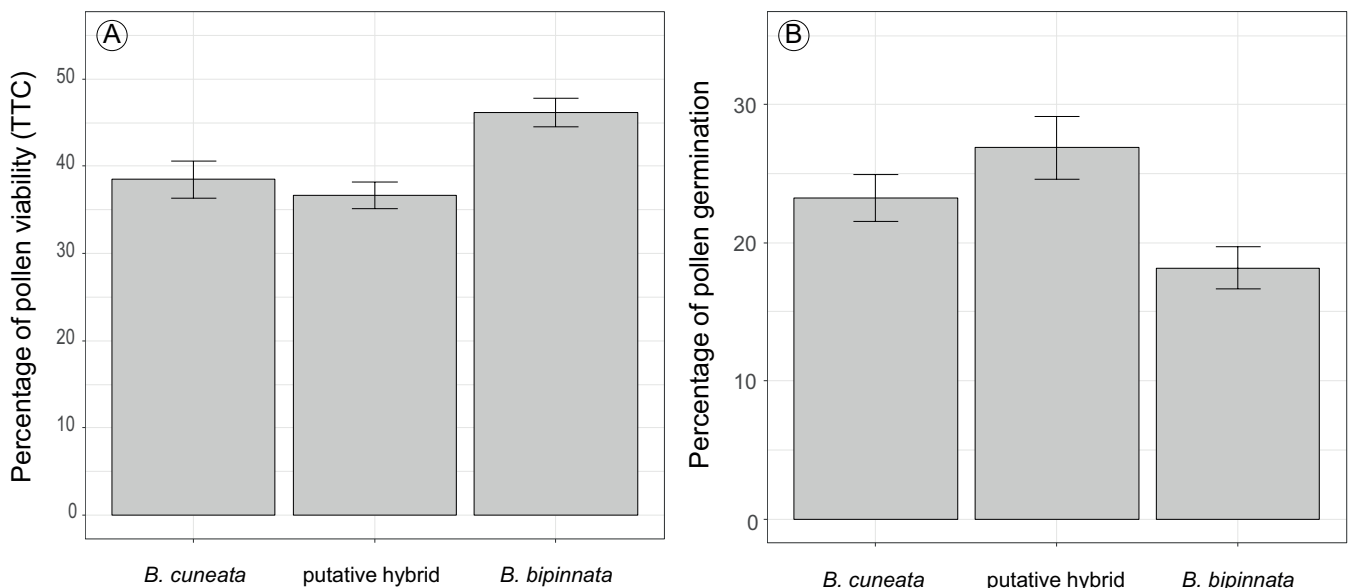 A
Percentage of pollen viability (TTC)
50
40
30
20
10
0
B. cuneata putative hybrid B. bipinnata
B
Percentage of pollen germination
30
20
10
0
B. cuneata putative hybrid B. bipinnata